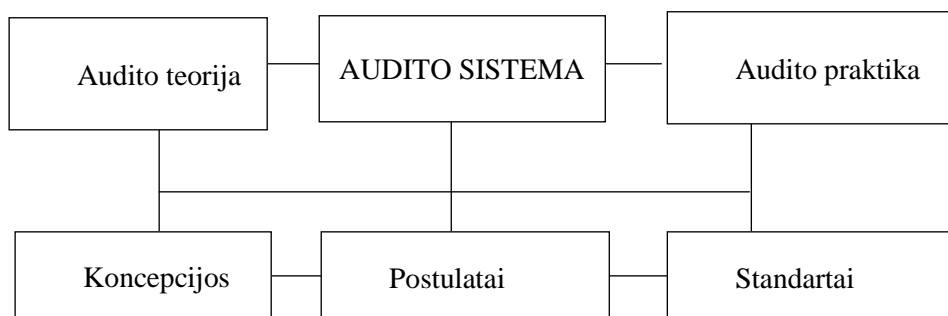 Audito teorija
AUDITO SISTEMA
Audito praktika
Koncepcijos
Postulatai
Standartai